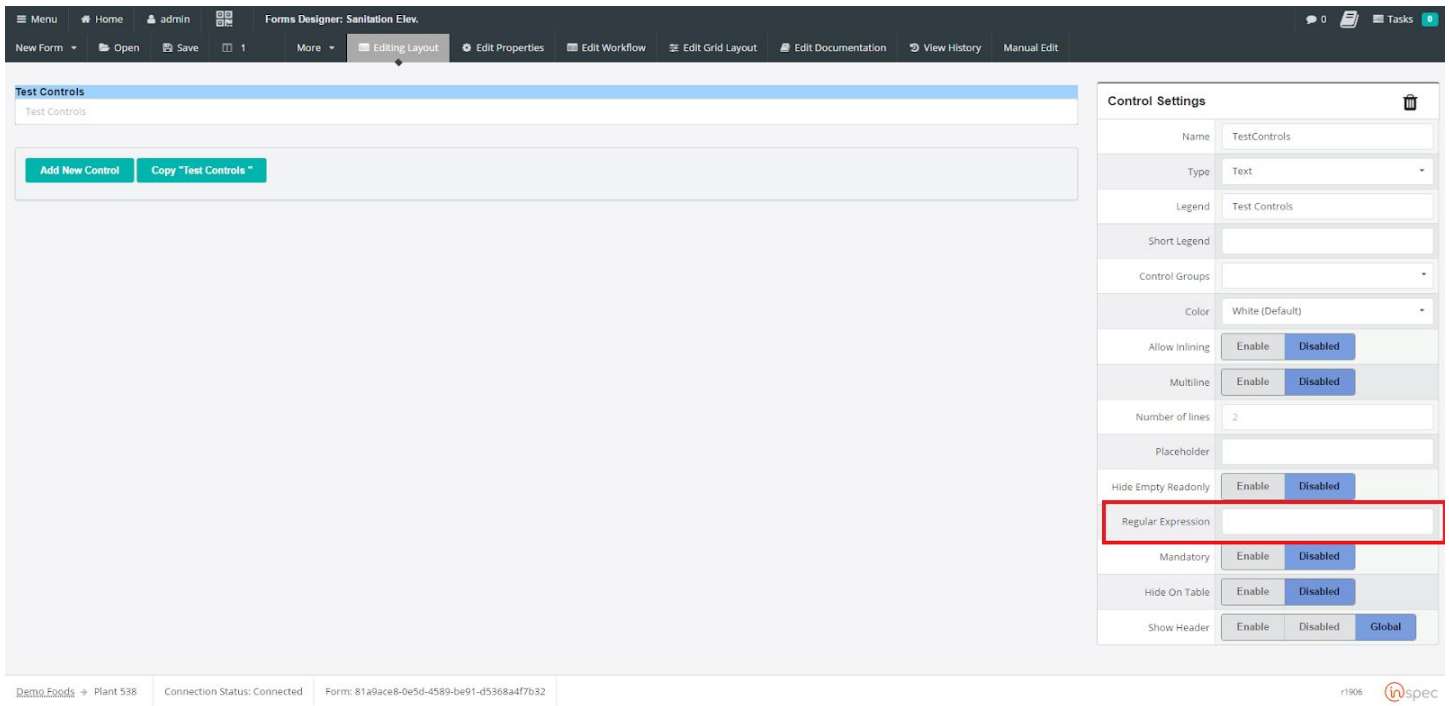 Menu Home admin Forms Designer: Sanitation Elev. 0 Tasks 0
New Form Open Save 1 More Editing Layout Edit Properties Edit Workflow Edit Grid Layout Edit Documentation View History Manual Edit
Test Controls
Test Controls
Add New Control Copy "Test Controls "
Control Settings
Name TestControls
Type Text
Legend Test Controls
Short Legend
Control Groups
Color White (Default)
Allow Inlining Enable Disabled
Multiline Enable Disabled
Number of lines 2
Placeholder
Hide Empty Readonly Enable Disabled
Regular Expression
Mandatory Enable Disabled
Hide On Table Enable Disabled
Show Header Enable Disabled Global
Demo Foods → Plant 538 Connection Status: Connected Form: 81a9ace8-0e5d-4589-be91-d5368a4f7b32 r1906 inspec